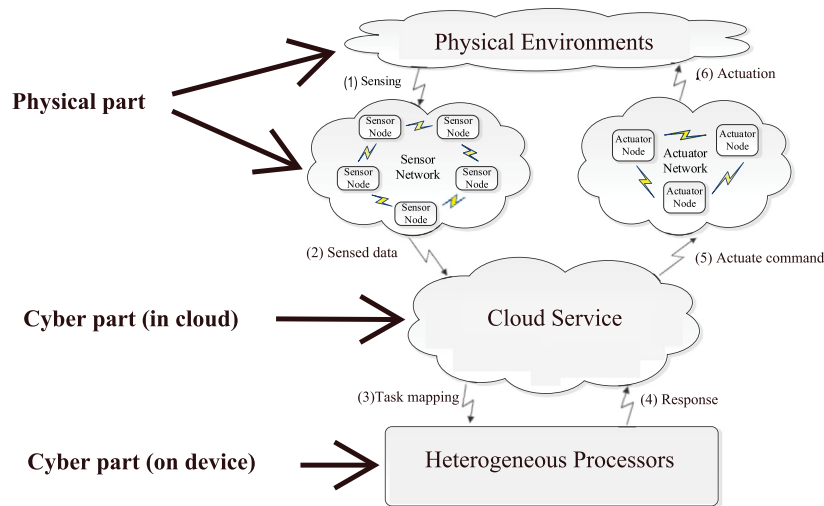 Physical Environments
(1) Sensing
(6) Actuation
Physical part
Sensor
Node
Sensor
Node
Sensor
Network
Sensor
Node
Sensor
Node
Sensor
Node
Actuator
Node
Actuator
Node
Actuator
Network
Actuator
Node
(2) Sensed data
(5) Actuate command
Cyber part (in cloud)
Cloud Service
(3)Task mapping
(4) Response
Cyber part (on device)
Heterogeneous Processors